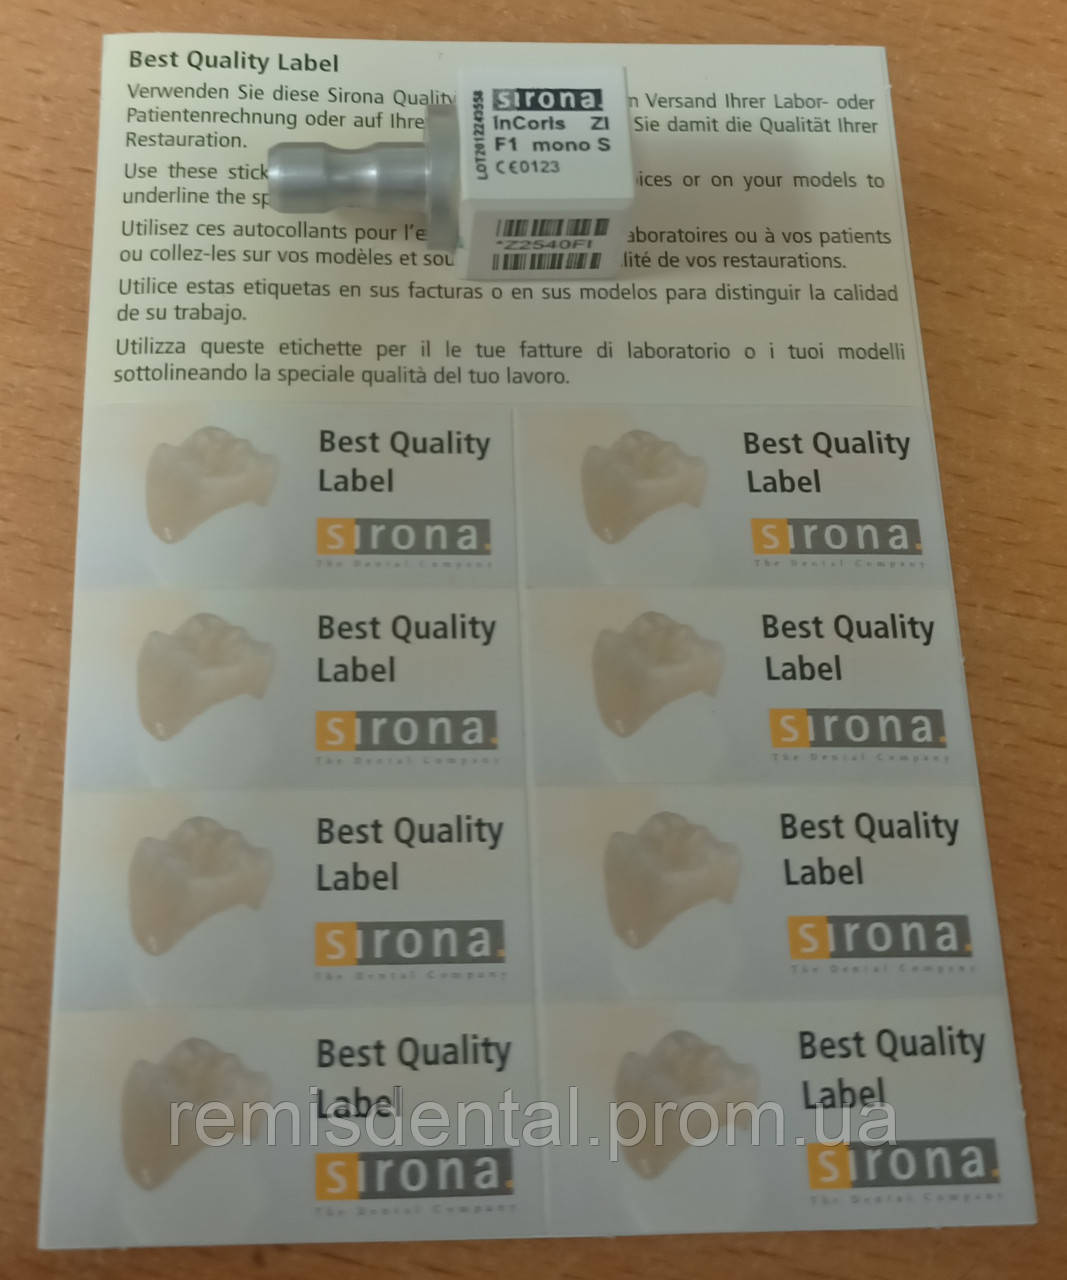 Best Quality Label
Verwenden Sie diese Sirona Quality n Versand Ihrer Labor- oder
Patientenrechnung oder auf Ihre Sie damit die Qualität Ihrer
Restauration.
Use these stick ices or on your models to
underline the sp
Utilisez ces autocollants pour l'e aboratoires ou à vos patients
ou collez-les sur vos modèles et sou lité de vos restaurations.
Utilice estas etiquetas en sus facturas o en sus modelos para distinguir la calidad
de su trabajo.
Utilizza queste etichette per il le tue fatture di laboratorio o i tuoi modelli
sottolineando la speciale qualità del tuo lavoro.
LOT2012243558
sirona.
inCoris ZI
F1 mono S
CE0123
*Z2540FI
Best Quality
Label
sirona.
The Dental Company
Best Quality
Label
sirona.
The Dental Company
Best Quality
Label
sirona.
The Dental Company
Best Quality
Label
sirona.
The Dental Company
Best Quality
Label
sirona.
The Dental Company
Best Quality
Label
sirona.
The Dental Company
Best Quality
Label
sirona.
The Dental Company
Best Quality
Label
sirona.
The Dental Company
remisdental.prom.ua